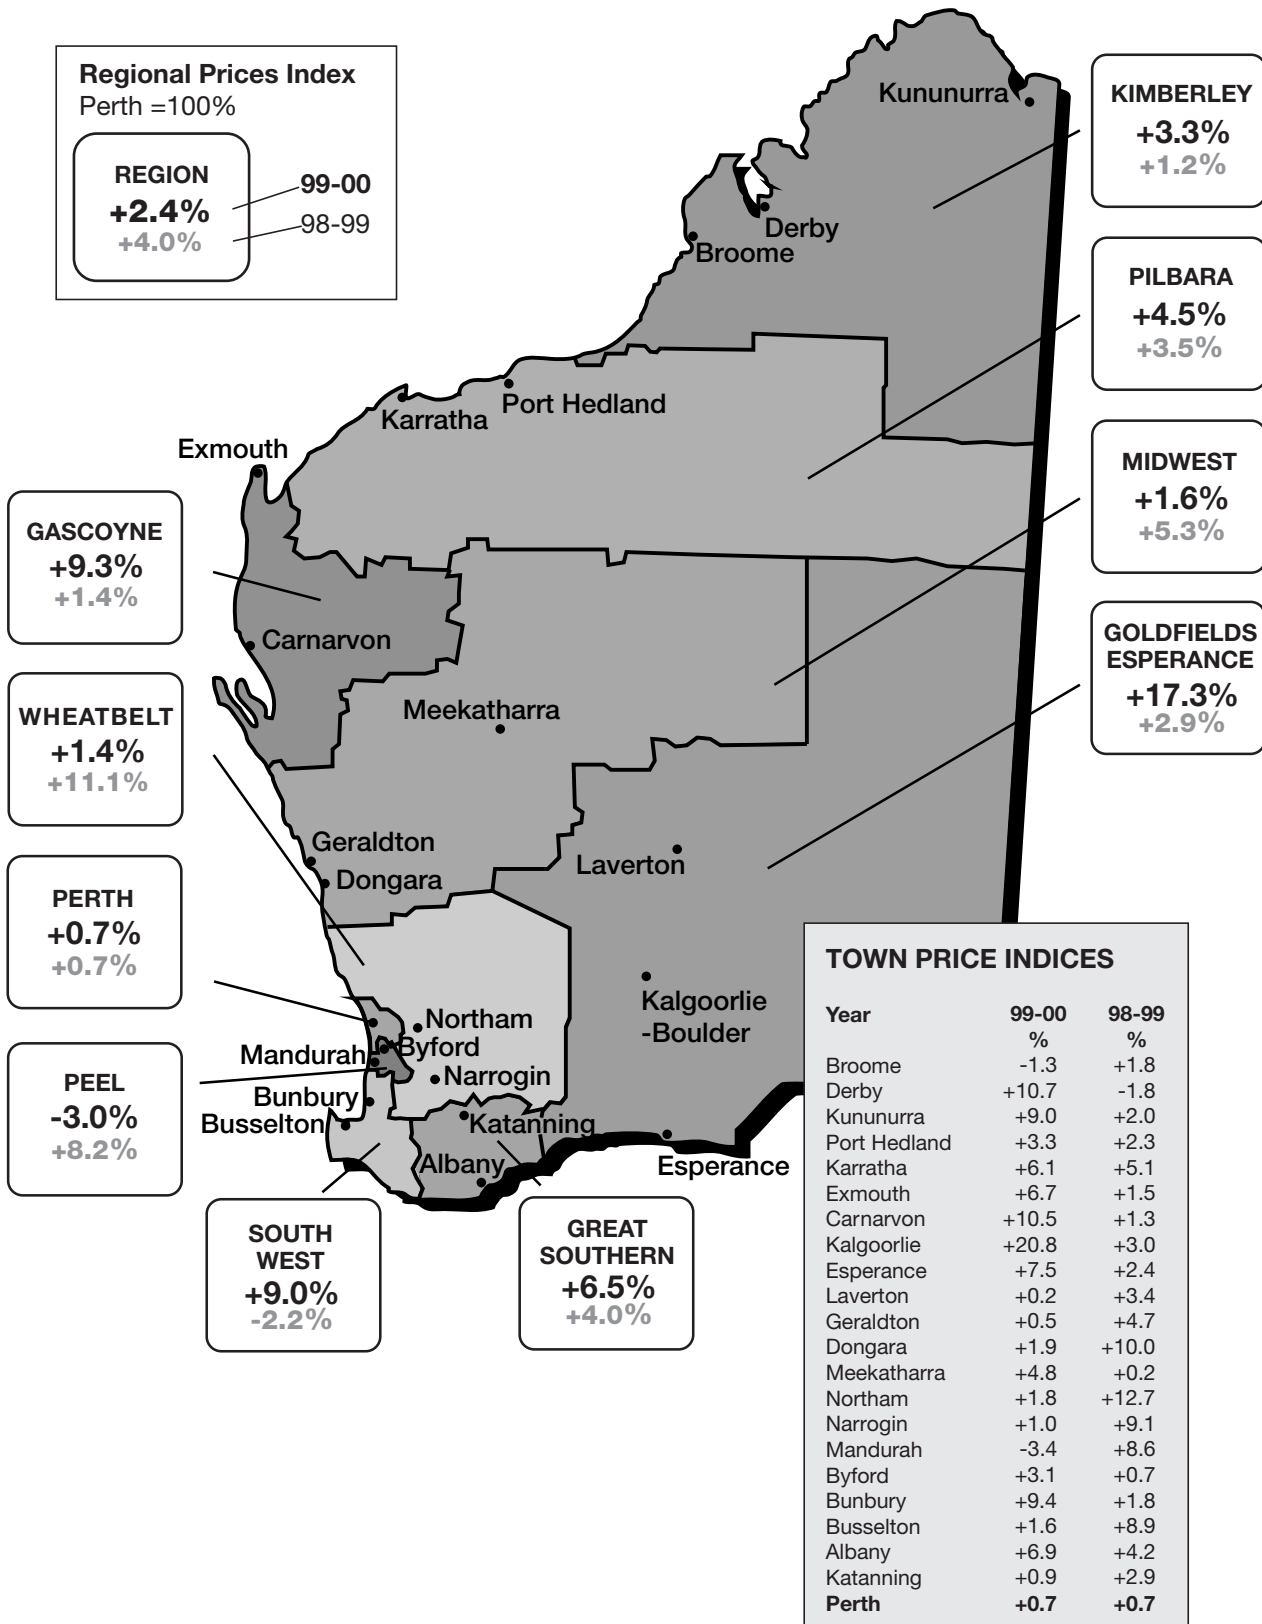 Regional Prices Index
Perth =100%
REGION
+2.4%
+4.0%
99-00
98-99
KIMBERLEY
+3.3%
+1.2%
PILBARA
+4.5%
+3.5%
MIDWEST
+1.6%
+5.3%
GOLDFIELDS
ESPERANCE
+17.3%
+2.9%
GASCOYNE
+9.3%
+1.4%
WHEATBELT
+1.4%
+11.1%
PERTH
+0.7%
+0.7%
PEEL
-3.0%
+8.2%
SOUTH
WEST
+9.0%
-2.2%
GREAT
SOUTHERN
+6.5%
+4.0%
Kununurra
Derby
Broome
Port Hedland
Karratha
Exmouth
Carnarvon
Meekatharra
Geraldton
Dongara
Laverton
Kalgoorlie
-Boulder
Northam
Byford
Mandurah
Narrogin
Bunbury
Busselton
Katanning
Albany
Esperance
TOWN PRICE INDICES
Year 99-00 98-99
% %
Broome -1.3 +1.8
Derby +10.7 -1.8
Kununurra +9.0 +2.0
Port Hedland +3.3 +2.3
Karratha +6.1 +5.1
Exmouth +6.7 +1.5
Carnarvon +10.5 +1.3
Kalgoorlie +20.8 +3.0
Esperance +7.5 +2.4
Laverton +0.2 +3.4
Geraldton +0.5 +4.7
Dongara +1.9 +10.0
Meekatharra +4.8 +0.2
Northam +1.8 +12.7
Narrogin +1.0 +9.1
Mandurah -3.4 +8.6
Byford +3.1 +0.7
Bunbury +9.4 +1.8
Busselton +1.6 +8.9
Albany +6.9 +4.2
Katanning +0.9 +2.9
Perth +0.7 +0.7